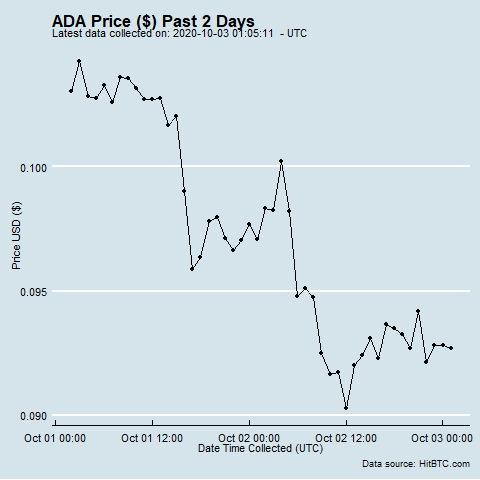 ADA Price ($) Past 2 Days
Latest data collected on: 2020-10-03 01:05:11 - UTC
Price USD ($)
0.100
0.095
0.090
Oct 01 00:00 Oct 01 12:00 Oct 02 00:00 Oct 02 12:00 Oct 03 00:00
Date Time Collected (UTC)
Data source: HitBTC.com